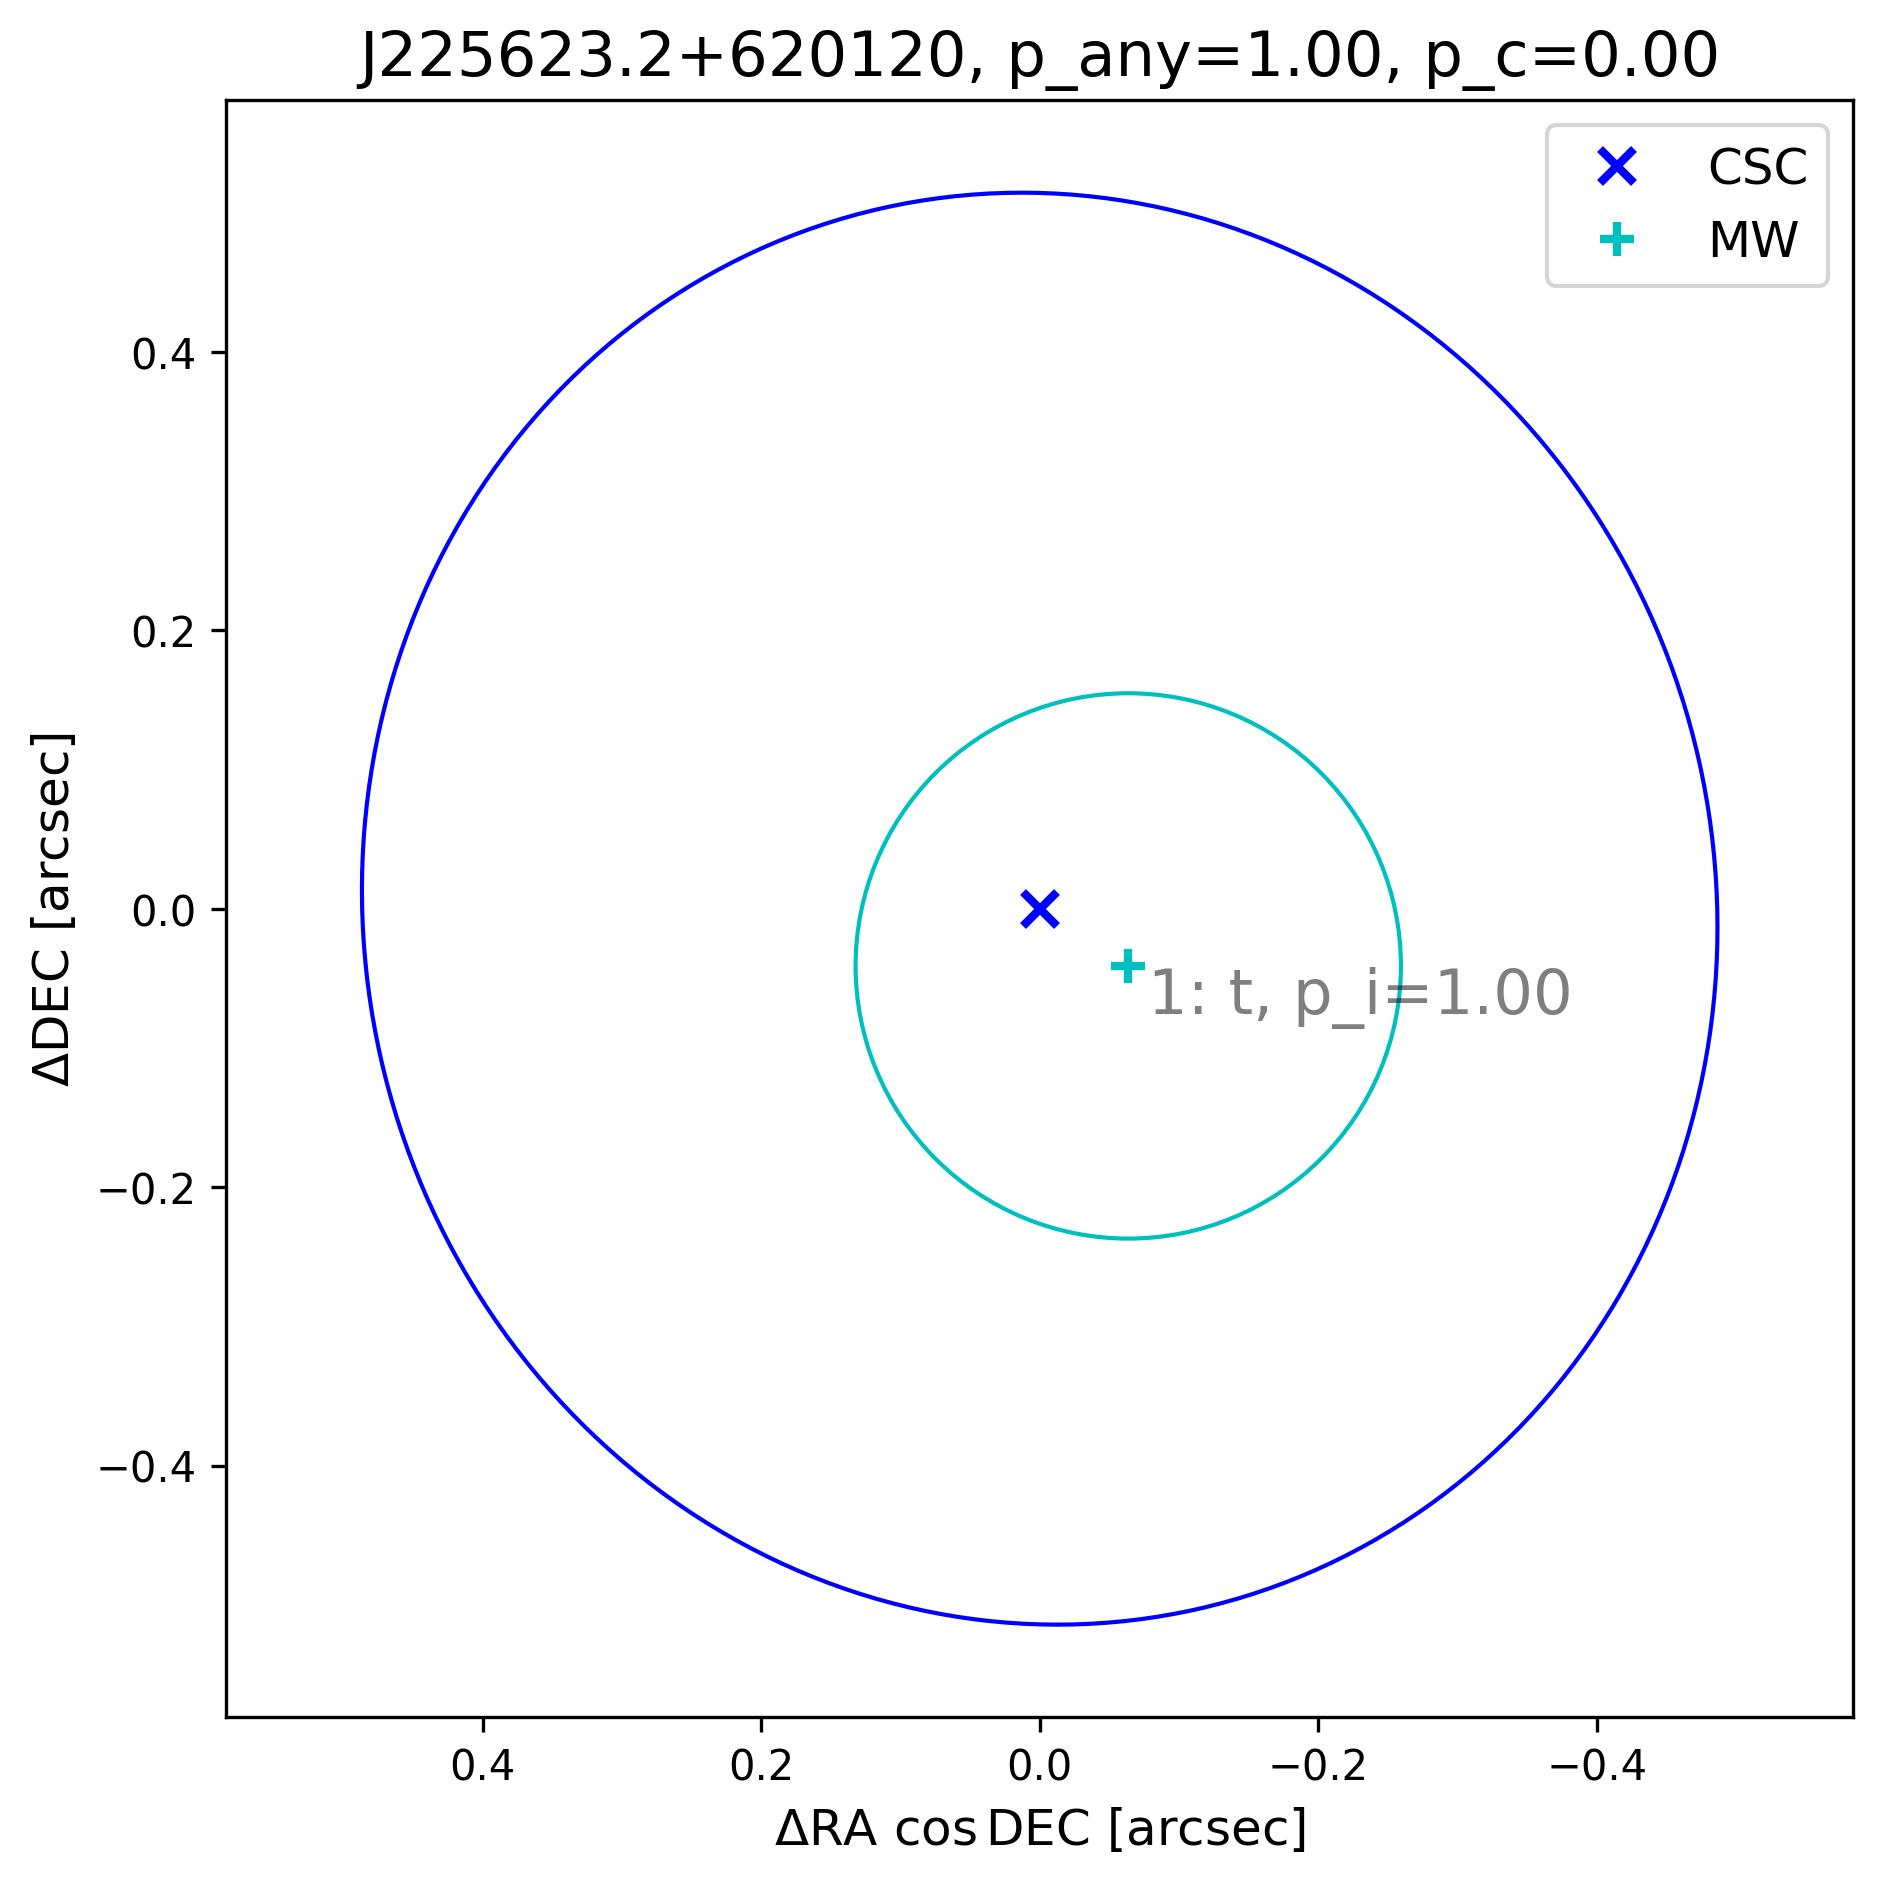 J225623.2+620120, p_any=1.00, p_c=0.00
CSC
MW
0.4
0.2
0.0
−0.2
−0.4
ΔDEC [arcsec]
1: t, p_i=1.00
0.4
0.2
0.0
−0.2
−0.4
ΔRA cos DEC [arcsec]